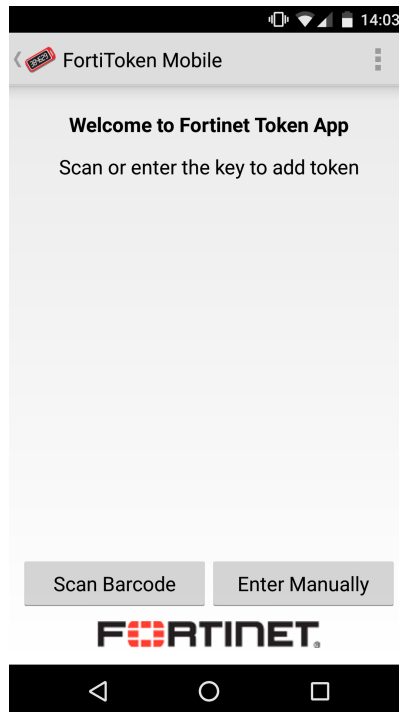 14:03
FortiToken Mobile
Welcome to Fortinet Token App
Scan or enter the key to add token
Scan Barcode
Enter Manually
FORTINET